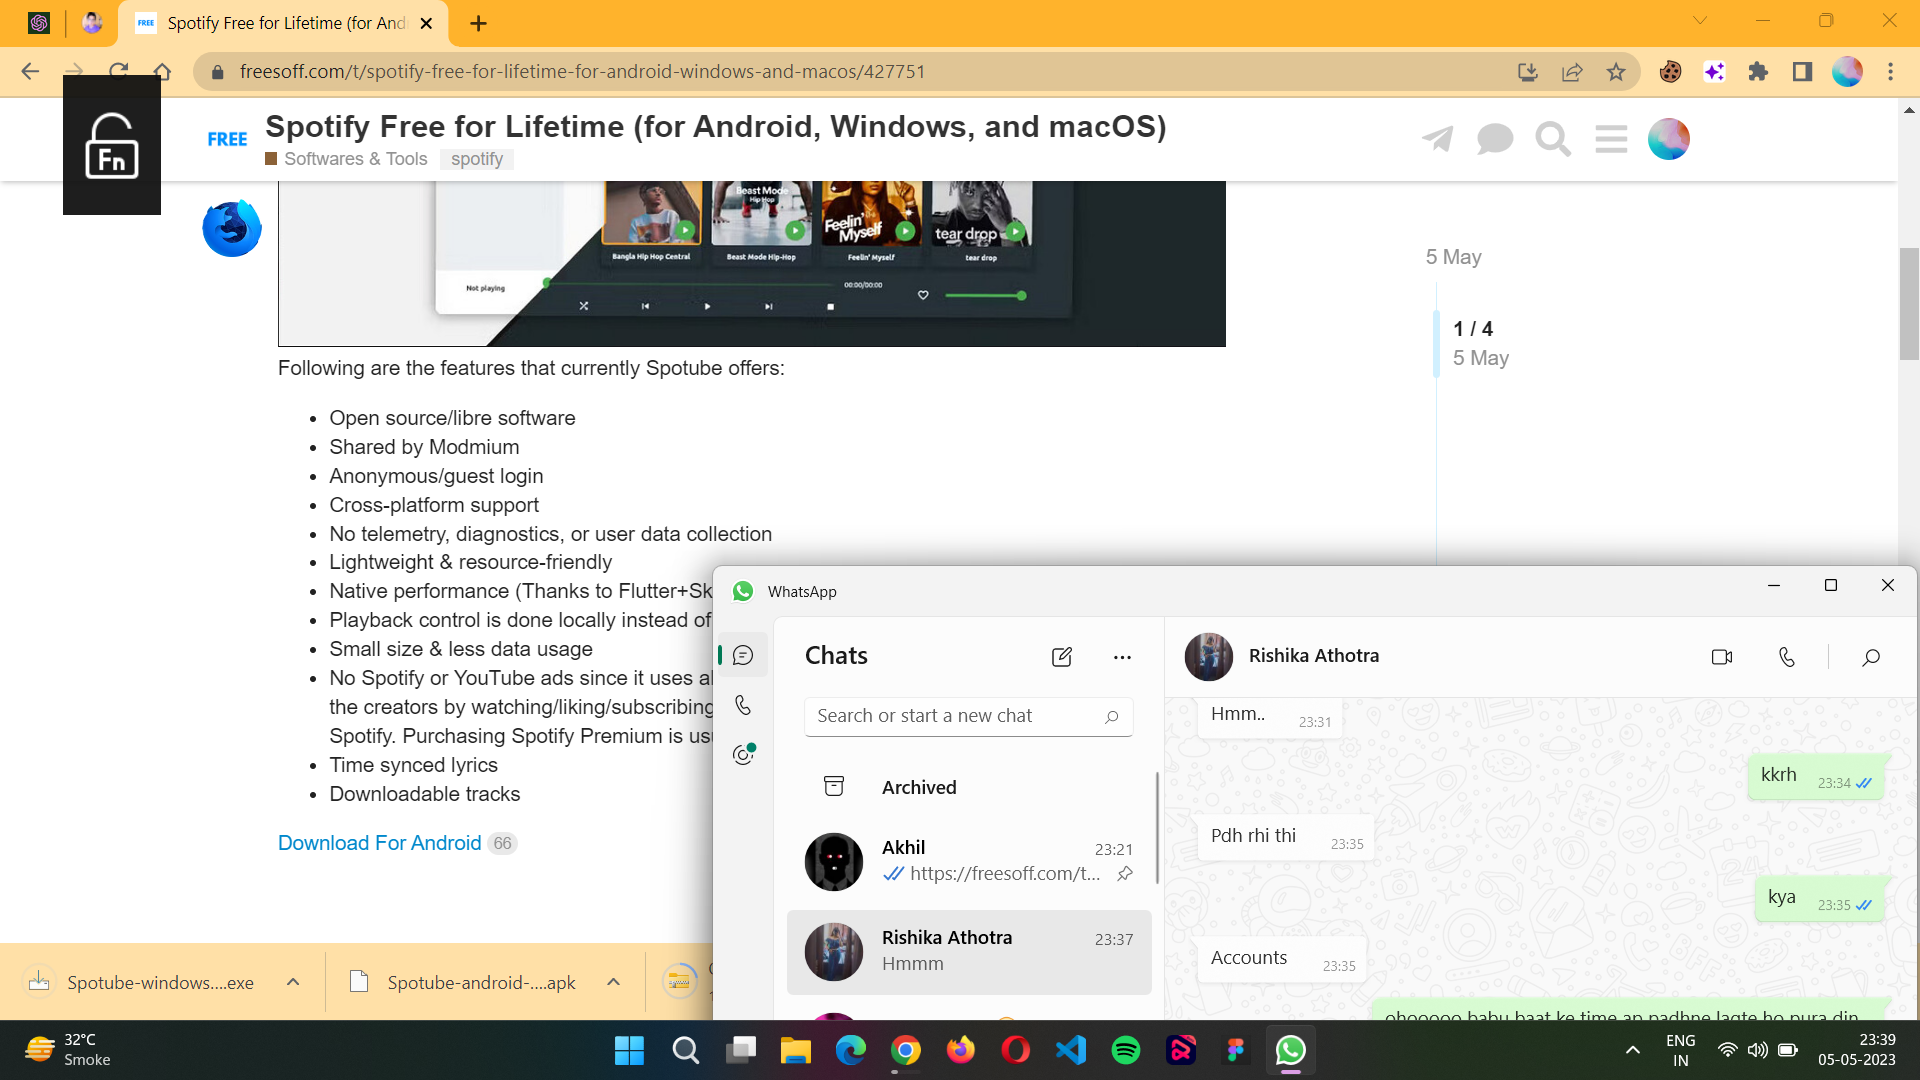 FREE
Spotify Free for Lifetime (for And
freesoff.com/t/spotify-free-for-lifetime-for-android-windows-and-macos/427751
Fn
FREE
Spotify Free for Lifetime (for Android, Windows, and macOS)
Softwares & Tools
spotify
Beast Mode
Hip Hop
Feelin'
Myself
tear drop
Bangla Hip Hop Central
Beast Mode Hip-Hop
Feelin' Myself
tear drop
Not playing
00:00/00:00
5 May
1 / 4
5 May
Following are the features that currently Spotube offers:
Open source/libre software
Shared by Modmium
Anonymous/guest login
Cross-platform support
No telemetry, diagnostics, or user data collection
Lightweight & resource-friendly
Native performance (Thanks to Flutter+Sk
Playback control is done locally instead of
Small size & less data usage
No Spotify or YouTube ads since it uses al
the creators by watching/liking/subscribing
Spotify. Purchasing Spotify Premium is usu
Time synced lyrics
Downloadable tracks
Download For Android 66
WhatsApp
Chats
Search or start a new chat
Archived
Akhil
23:21
https://freesoff.com/t...
Rishika Athotra
23:37
Hmmm
Rishika Athotra
Hmm.. 23:31
kkrh 23:34
Pdh rhi thi 23:35
kya 23:35
Accounts 23:35
ohooooo babu baat ke time ap padhne lagte ho pura din
Spotube-windows....exe
Spotube-android-....apk
32°C
Smoke
ENG
IN
23:39
05-05-2023